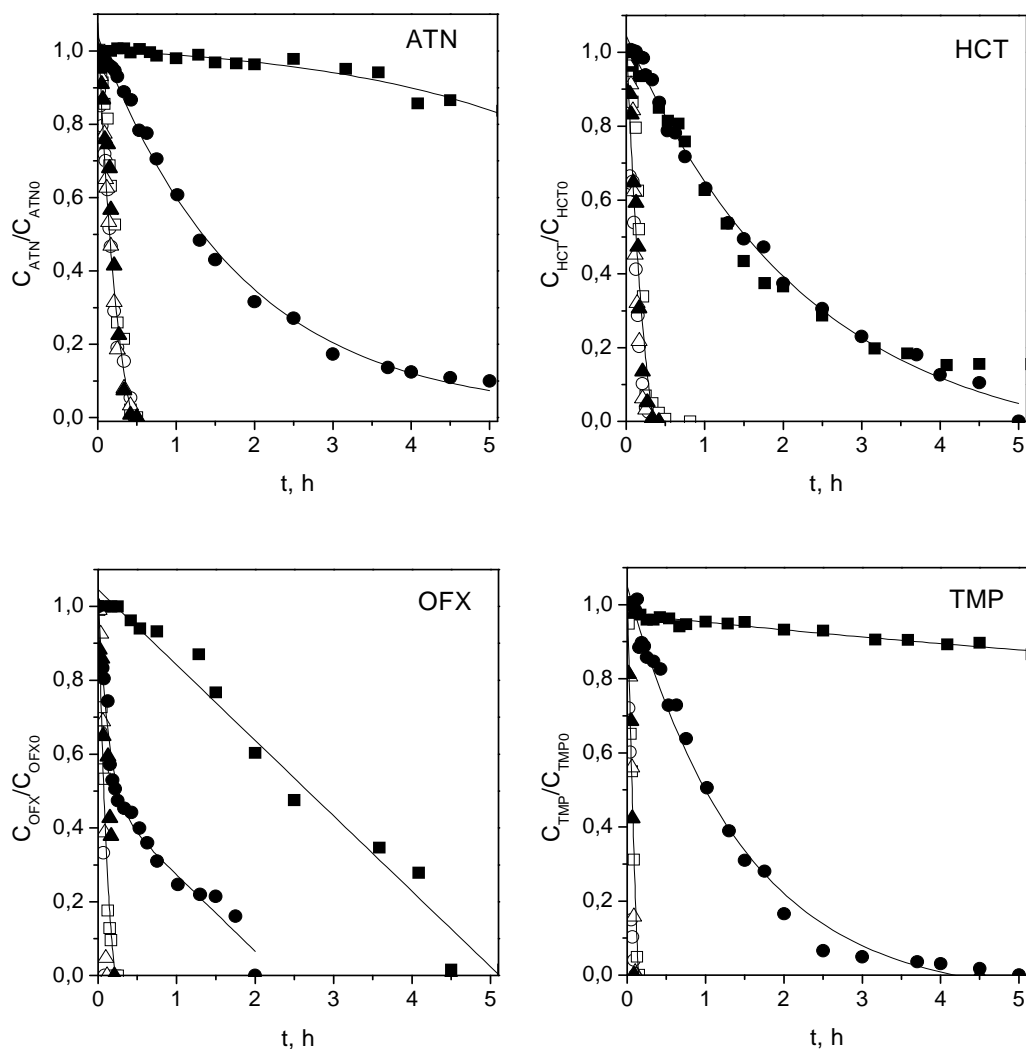 ATN
1,0
0,8
0,6
0,4
0,2
0,0
C_ATN/C_ATN0
0 1 2 3 4 5
t, h
HCT
1,0
0,8
0,6
0,4
0,2
0,0
C_HCT/C_HCT0
0 1 2 3 4 5
t, h
OFX
1,0
0,8
0,6
0,4
0,2
0,0
C_OFX/C_OFX0
0 1 2 3 4 5
t, h
TMP
1,0
0,8
0,6
0,4
0,2
0,0
C_TMP/C_TMP0
0 1 2 3 4 5
t, h